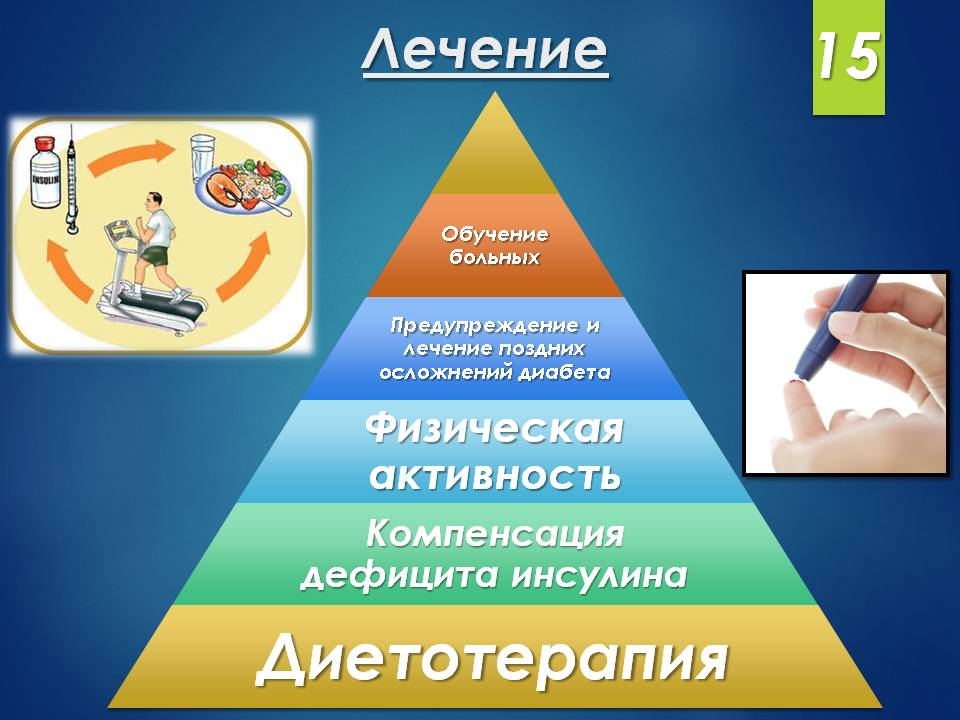 Лечение
15
INSULIN
Обучение
больных
Предупреждение и
лечение поздних
осложнений диабета
Физическая
активность
Компенсация
дефицита инсулина
Диетотерапия